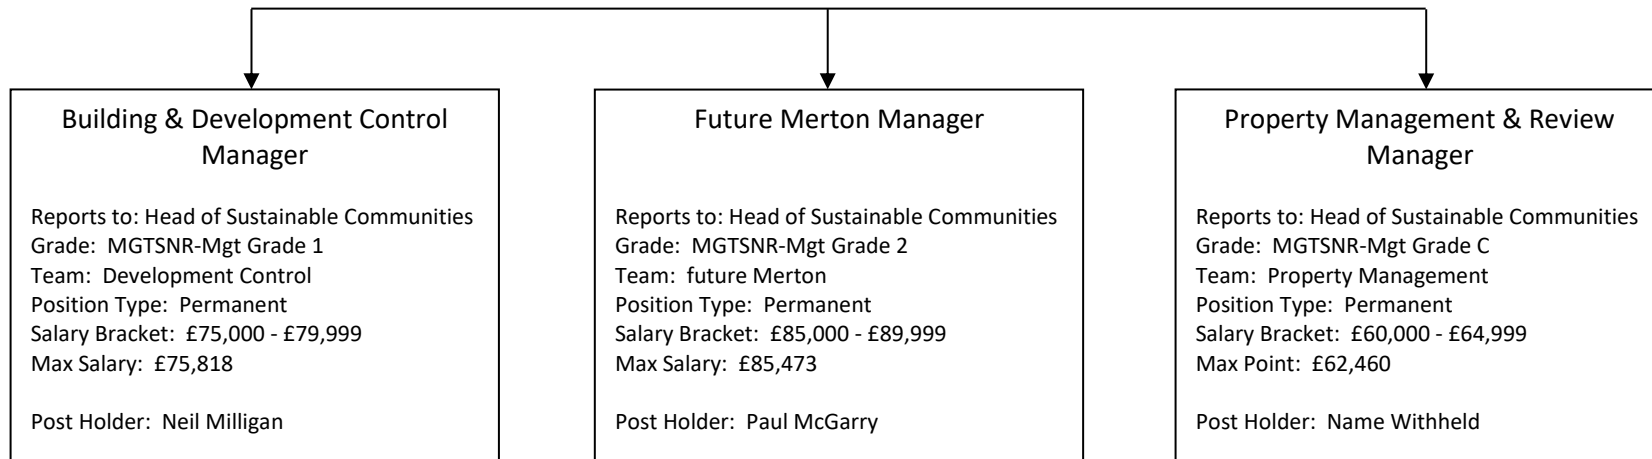 Building & Development Control
Manager
Reports to: Head of Sustainable Communities
Grade:  MGTSNR-Mgt Grade 1
Team:  Development Control
Position Type:  Permanent
Salary Bracket:  £75,000 - £79,999
Max Salary:  £75,818
Post Holder:  Neil Milligan
Future Merton Manager
Reports to: Head of Sustainable Communities
Grade:  MGTSNR-Mgt Grade 2
Team:  future Merton
Position Type:  Permanent
Salary Bracket:  £85,000 - £89,999
Max Salary:  £85,473
Post Holder:  Paul McGarry
Property Management & Review
Manager
Reports to: Head of Sustainable Communities
Grade:  MGTSNR-Mgt Grade C
Team:  Property Management
Position Type:  Permanent
Salary Bracket:  £60,000 - £64,999
Max Point:  £62,460
Post Holder:  Name Withheld